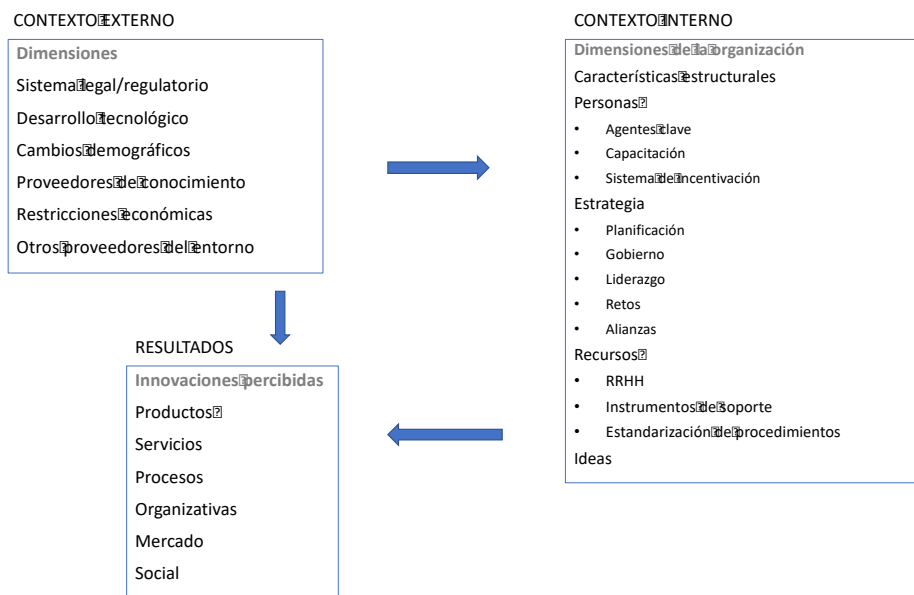 CONTEXTO EXTERNO
Dimensiones
Sistema legal/regulatorio
Desarrollo tecnológico
Cambios demográficos
Proveedores de conocimiento
Restricciones económicas
Otros proveedores del entorno
RESULTADOS
Innovaciones percibidas
Productos
Servicios
Procesos
Organizativas
Mercado
Social
CONTEXTO INTERNO
Dimensiones de la organización
Características estructurales
Personas
• Agentes clave
• Capacitación
• Sistema de incentivación
Estrategia
• Planificación
• Gobierno
• Liderazgo
• Retos
• Alianzas
Recursos
• RRHH
• Instrumentos de soporte
• Estandarización de procedimientos
Ideas